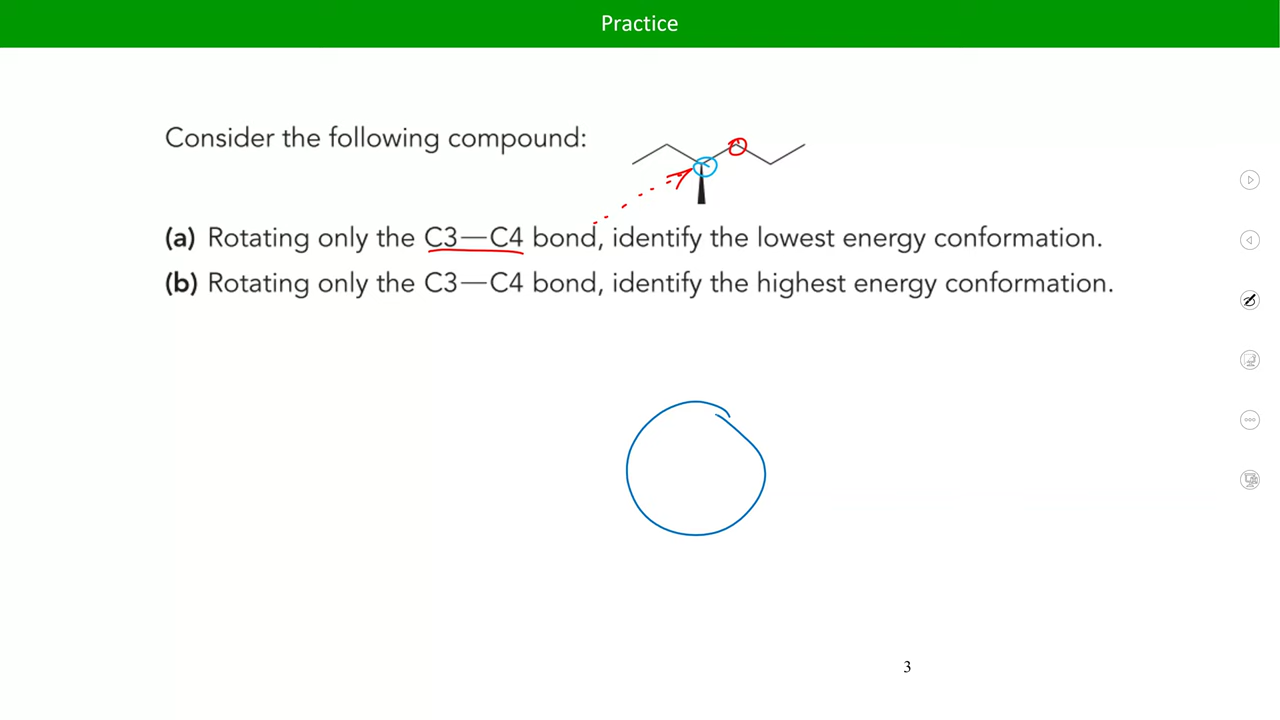 Practice
Consider the following compound:
(a) Rotating only the C3—C4 bond, identify the lowest energy conformation.
(b) Rotating only the C3—C4 bond, identify the highest energy conformation.
3